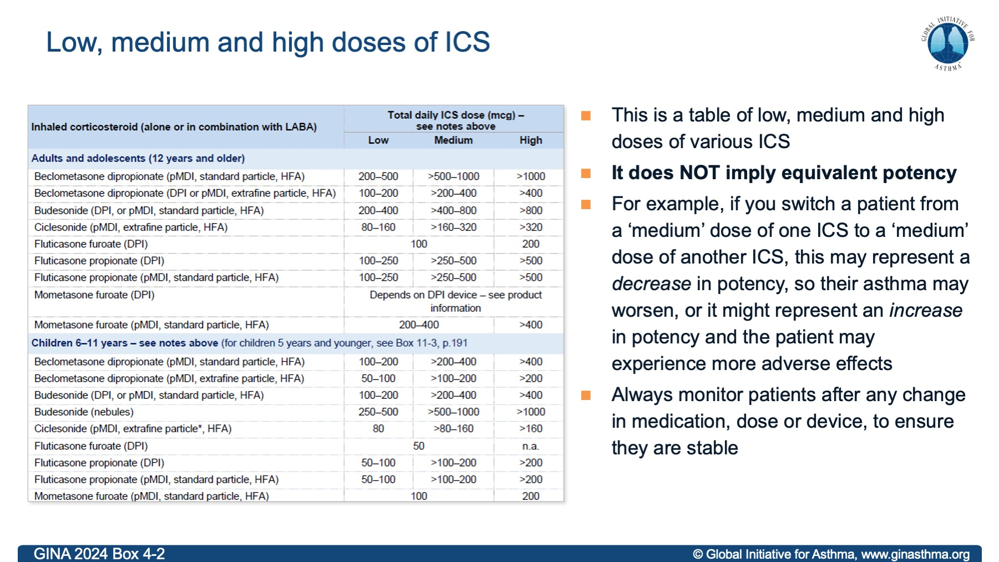 Low, medium and high doses of ICS
GLOBAL INITIATIVE FOR
ASTHMA
Inhaled corticosteroid (alone or in combination with LABA)
Total daily ICS dose (mcg) –
see notes above
Low Medium High
Adults and adolescents (12 years and older)
Beclometasone dipropionate (pMDI, standard particle, HFA) 200–500 >500–1000 >1000
Beclometasone dipropionate (DPI or pMDI, extrafine particle, HFA) 100–200 >200–400 >400
Budesonide (DPI, or pMDI, standard particle, HFA) 200–400 >400–800 >800
Ciclesonide (pMDI, extrafine particle, HFA) 80–160 >160–320 >320
Fluticasone furoate (DPI) 100 200
Fluticasone propionate (DPI) 100–250 >250–500 >500
Fluticasone propionate (pMDI, standard particle, HFA) 100–250 >250–500 >500
Mometasone furoate (DPI) Depends on DPI device – see product
information
Mometasone furoate (pMDI, standard particle, HFA) 200–400 >400
Children 6–11 years – see notes above (for children 5 years and younger, see Box 11-3, p.191
Beclometasone dipropionate (pMDI, standard particle, HFA) 100–200 >200–400 >400
Beclometasone dipropionate (pMDI, extrafine particle, HFA) 50–100 >100–200 >200
Budesonide (DPI, or pMDI, standard particle, HFA) 100–200 >200–400 >400
Budesonide (nebules) 250–500 >500–1000 >1000
Ciclesonide (pMDI, extrafine particle*, HFA) 80 >80–160 >160
Fluticasone furoate (DPI) 50 n.a.
Fluticasone propionate (DPI) 50–100 >100–200 >200
Fluticasone propionate (pMDI, standard particle, HFA) 50–100 >100–200 >200
Mometasone furoate (pMDI, standard particle, HFA) 100 200
This is a table of low, medium and high
doses of various ICS
It does NOT imply equivalent potency
For example, if you switch a patient from
a ‘medium’ dose of one ICS to a ‘medium’
dose of another ICS, this may represent a
decrease in potency, so their asthma may
worsen, or it might represent an increase
in potency and the patient may
experience more adverse effects
Always monitor patients after any change
in medication, dose or device, to ensure
they are stable
GINA 2024 Box 4-2
© Global Initiative for Asthma, www.ginasthma.org